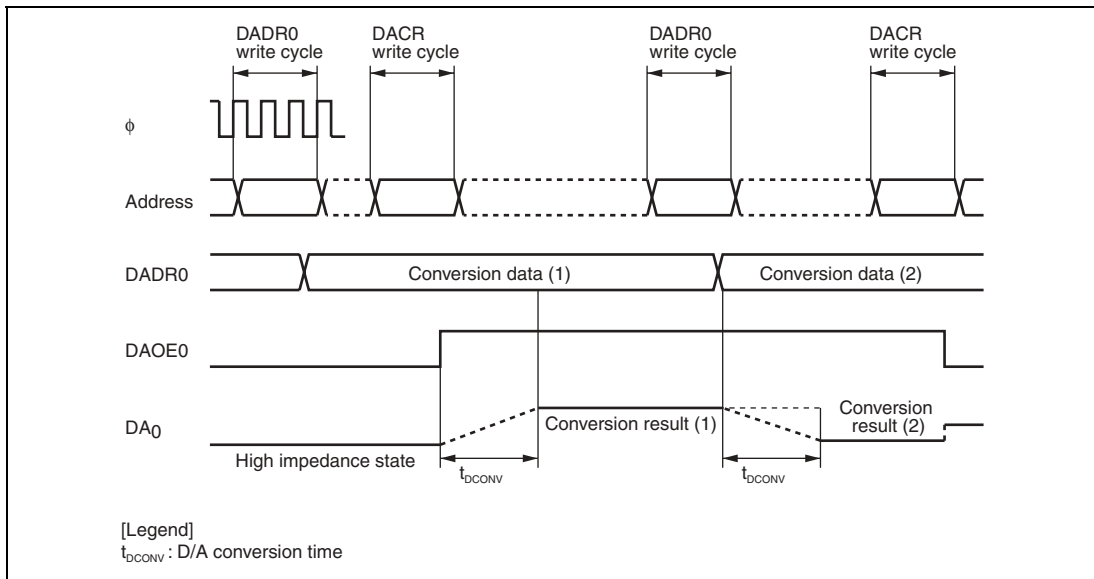 DADR0
write cycle
DACR
write cycle
DADR0
write cycle
DACR
write cycle
ϕ
Address
DADR0
Conversion data (1)
Conversion data (2)
DAOE0
DA0
High impedance state
Conversion result (1)
Conversion
result (2)
tDCONV
tDCONV
[Legend]
tDCONV : D/A conversion time